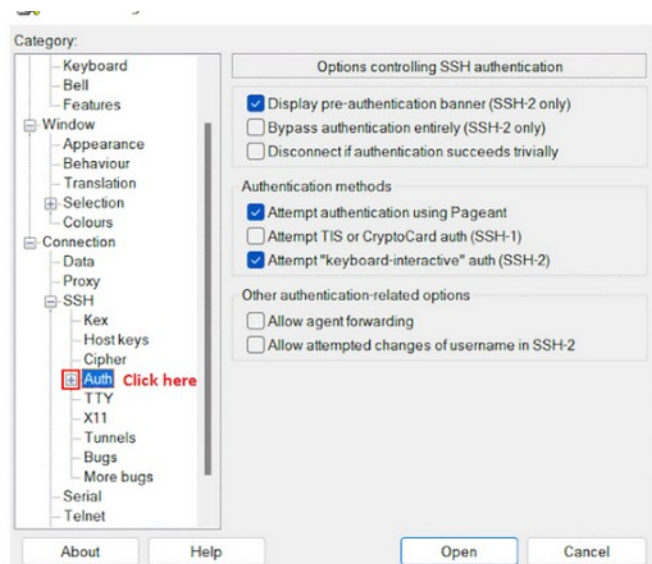 Category:
Keyboard
Bell
Features
Window
Appearance
Behaviour
Translation
Selection
Colours
Connection
Data
Proxy
SSH
Kex
Host keys
Cipher
Auth Click here
TTY
X11
Tunnels
Bugs
More bugs
Serial
Telnet
Options controlling SSH authentication
Display pre-authentication banner (SSH-2 only)
Bypass authentication entirely (SSH-2 only)
Disconnect if authentication succeeds trivially
Authentication methods
Attempt authentication using Pageant
Attempt TIS or CryptoCard auth (SSH-1)
Attempt "keyboard-interactive" auth (SSH-2)
Other authentication-related options
Allow agent forwarding
Allow attempted changes of username in SSH-2
About Help Open Cancel